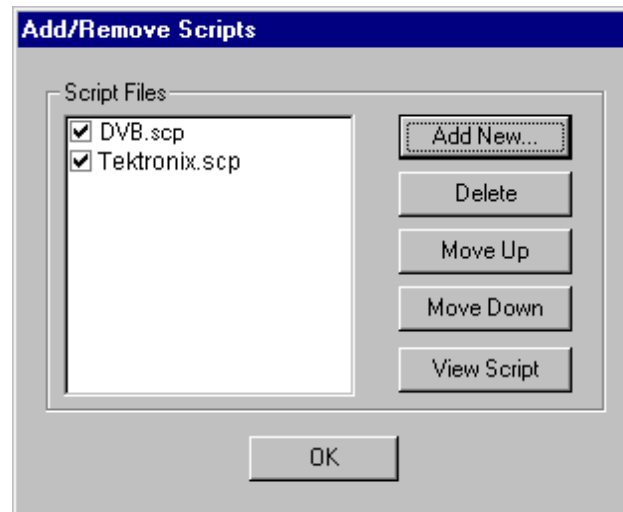 Add/Remove Scripts
Script Files
DVB.scp
Tektronix.scp
Add New...
Delete
Move Up
Move Down
View Script
OK